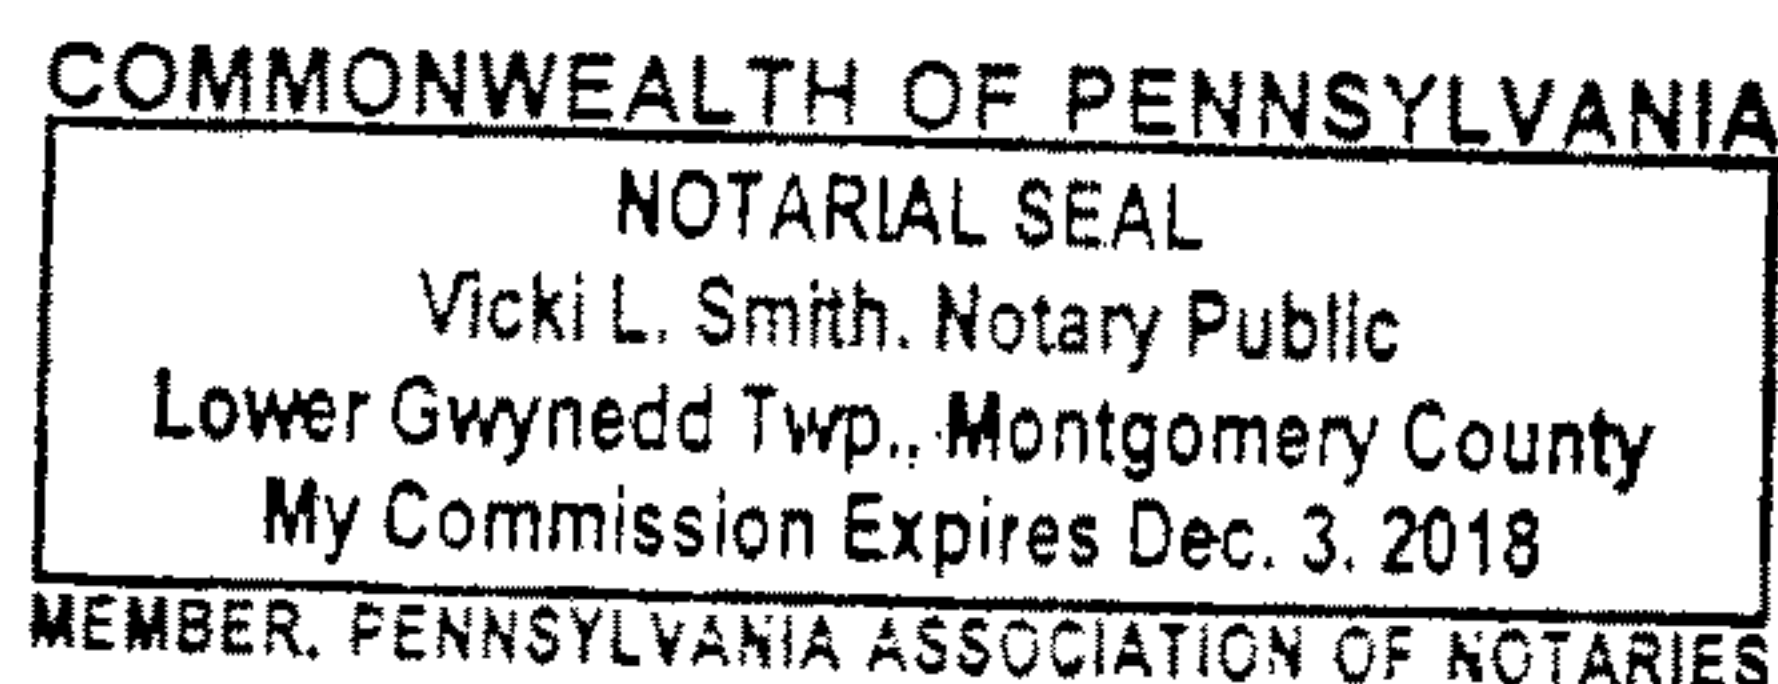 COMMONWEALTH OF PENNSYLVANIA
NOTARIAL SEAL
Vicki L. Smith, Notary Public
Lower Gwynedd Twp., Montgomery County
My Commission Expires Dec. 3, 2018
MEMBER, PENNSYLVANIA ASSOCIATION OF NOTARIES